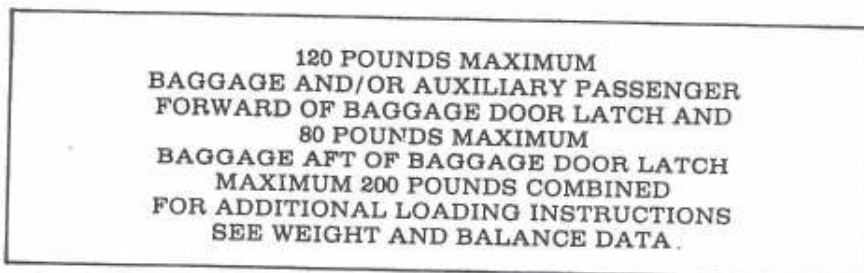 120 POUNDS MAXIMUM
BAGGAGE AND/OR AUXILIARY PASSENGER
FORWARD OF BAGGAGE DOOR LATCH AND
80 POUNDS MAXIMUM
BAGGAGE AFT OF BAGGAGE DOOR LATCH
MAXIMUM 200 POUNDS COMBINED
FOR ADDITIONAL LOADING INSTRUCTIONS
SEE WEIGHT AND BALANCE DATA.